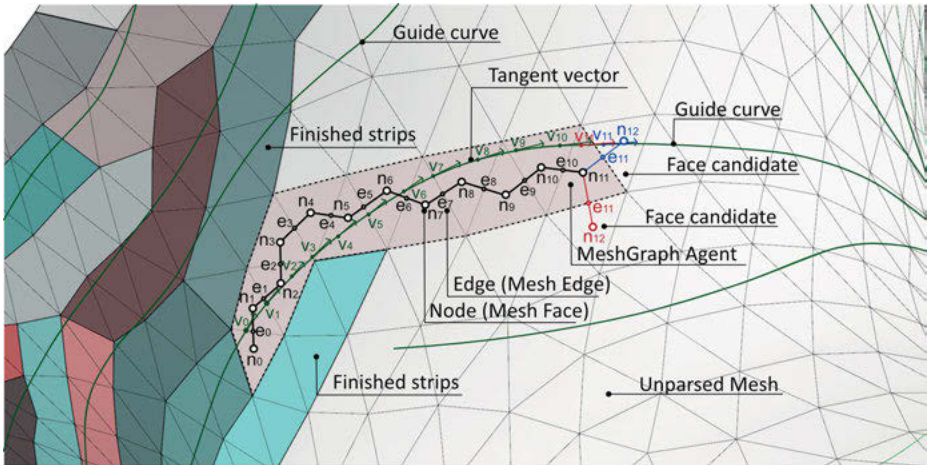 Guide curve
Tangent vector
Guide curve
Finished strips
Face candidate
Face candidate
MeshGraph Agent
Edge (Mesh Edge)
Node (Mesh Face)
Finished strips
Unparsed Mesh
n0
n1
n2
n3
n4
n5
n6
n7
n8
n9
n10
n11
n12
n12
e0
e1
e2
e3
e4
e5
e6
e7
e8
e9
e10
e11
e11
v0
v1
v2
v3
v4
v5
v6
v7
v8
v9
v10
v11